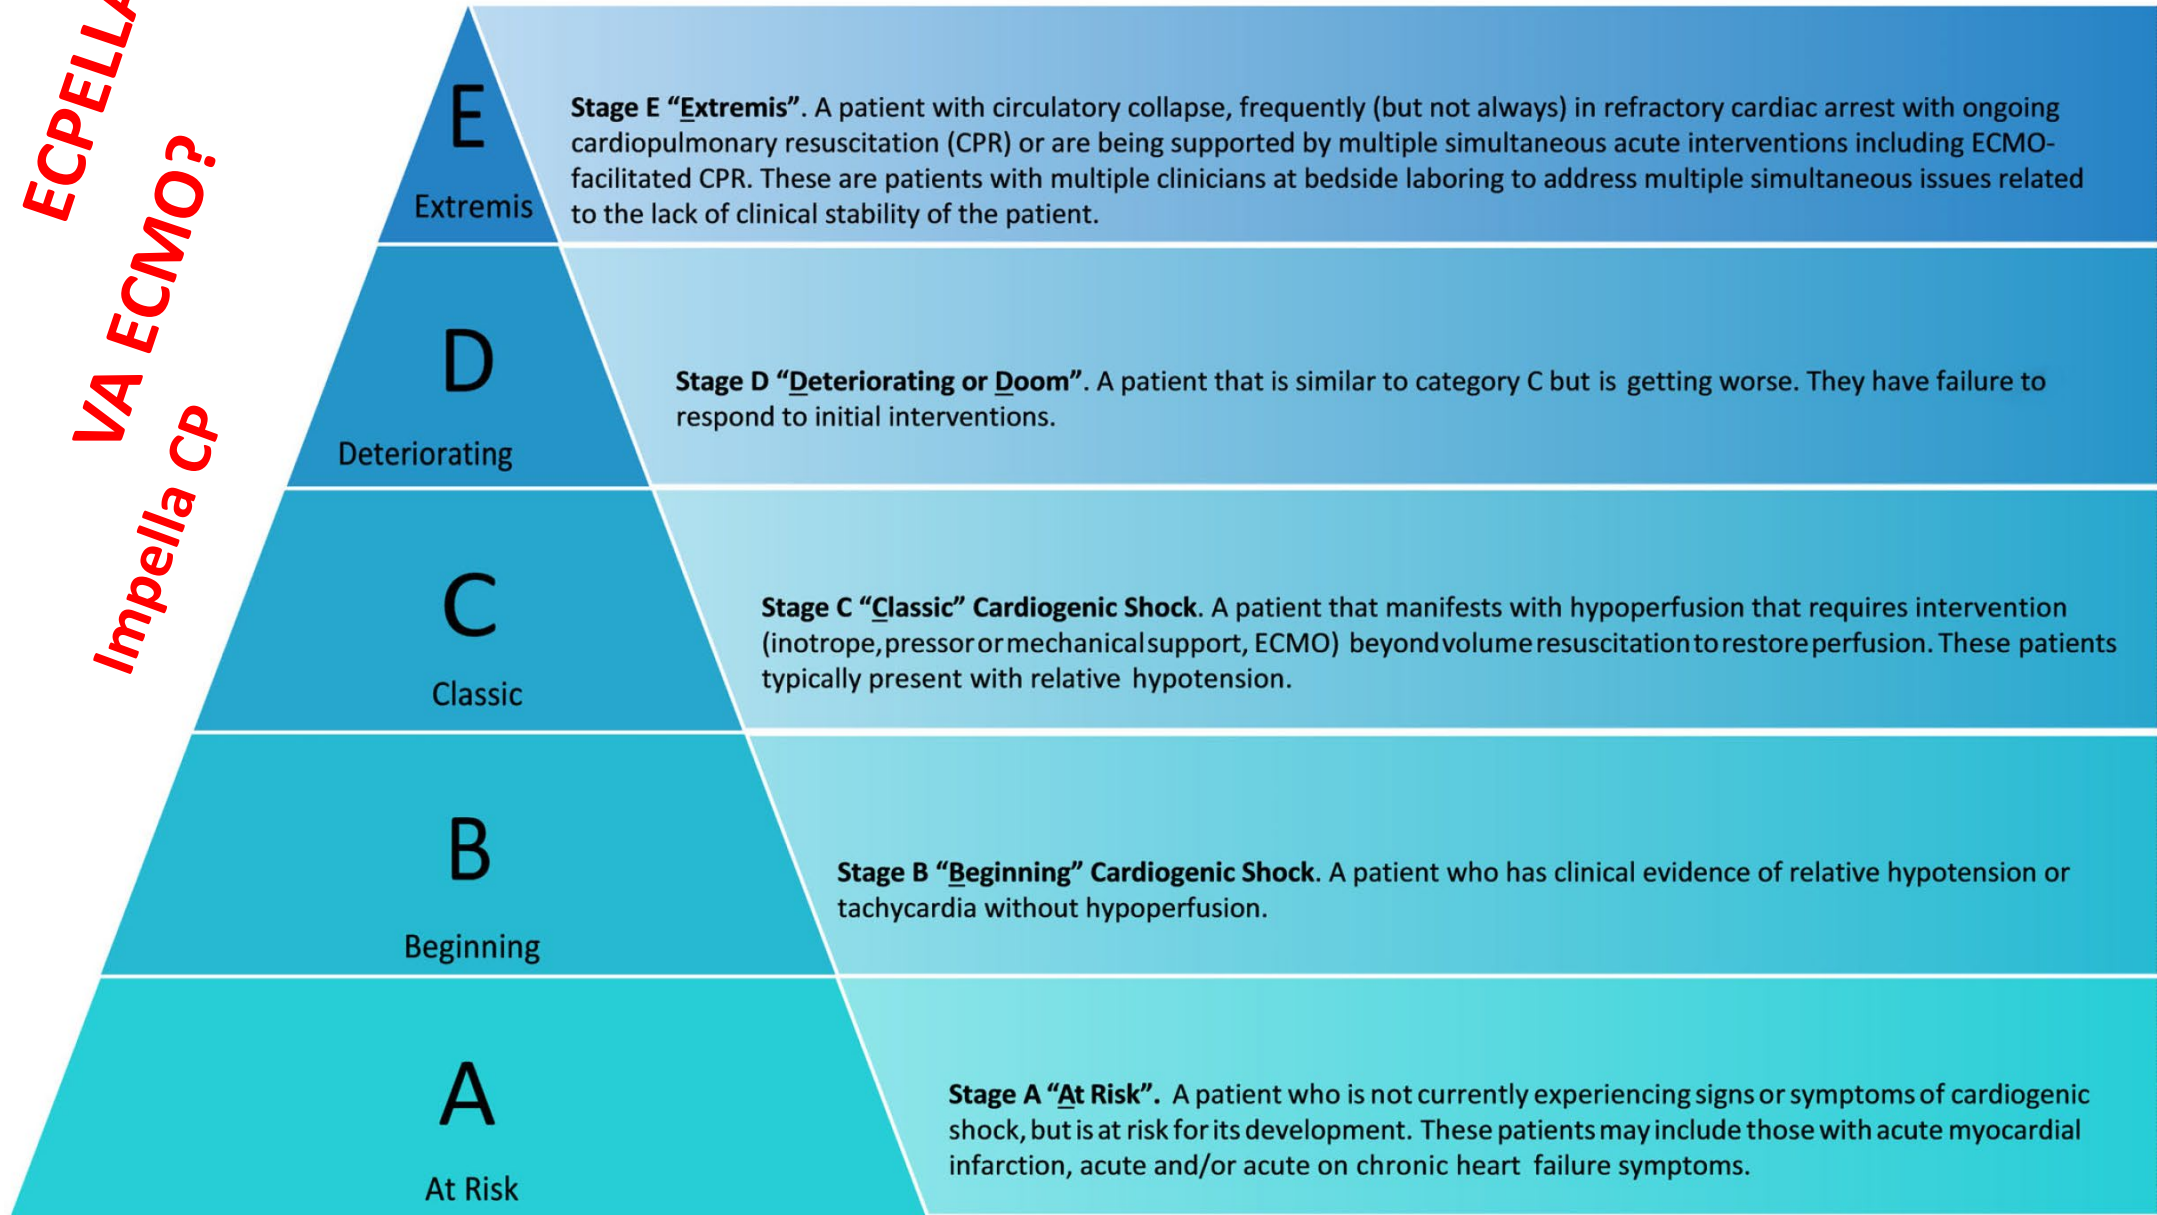 ECPELLA
VA ECMO?
Impella CP
E
Extremis
Stage E “Extremis”. A patient with circulatory collapse, frequently (but not always) in refractory cardiac arrest with ongoing
cardiopulmonary resuscitation (CPR) or are being supported by multiple simultaneous acute interventions including ECMO-
facilitated CPR. These are patients with multiple clinicians at bedside laboring to address multiple simultaneous issues related
to the lack of clinical stability of the patient.
D
Deteriorating
Stage D “Deteriorating or Doom”. A patient that is similar to category C but is getting worse. They have failure to
respond to initial interventions.
C
Classic
Stage C “Classic” Cardiogenic Shock. A patient that manifests with hypoperfusion that requires intervention
(inotrope, pressor or mechanical support, ECMO) beyond volume resuscitation to restore perfusion. These patients
typically present with relative hypotension.
B
Beginning
Stage B “Beginning” Cardiogenic Shock. A patient who has clinical evidence of relative hypotension or
tachycardia without hypoperfusion.
A
At Risk
Stage A “At Risk”. A patient who is not currently experiencing signs or symptoms of cardiogenic
shock, but is at risk for its development. These patients may include those with acute myocardial
infarction, acute and/or acute on chronic heart failure symptoms.